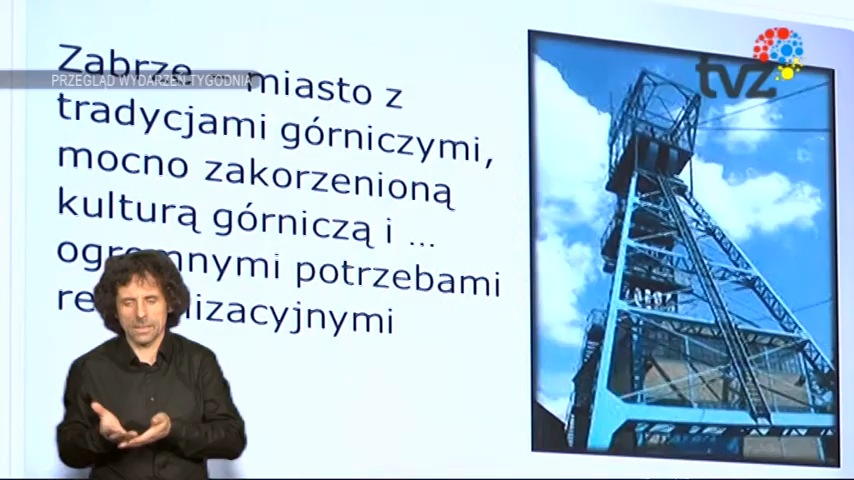 tvz
Zabrze – miasto z
PRZEGLĄD WYDARZEŃ TYGODNIA
tradycjami górniczymi,
mocno zakorzenioną
kulturą górniczą i ...
potrzebami